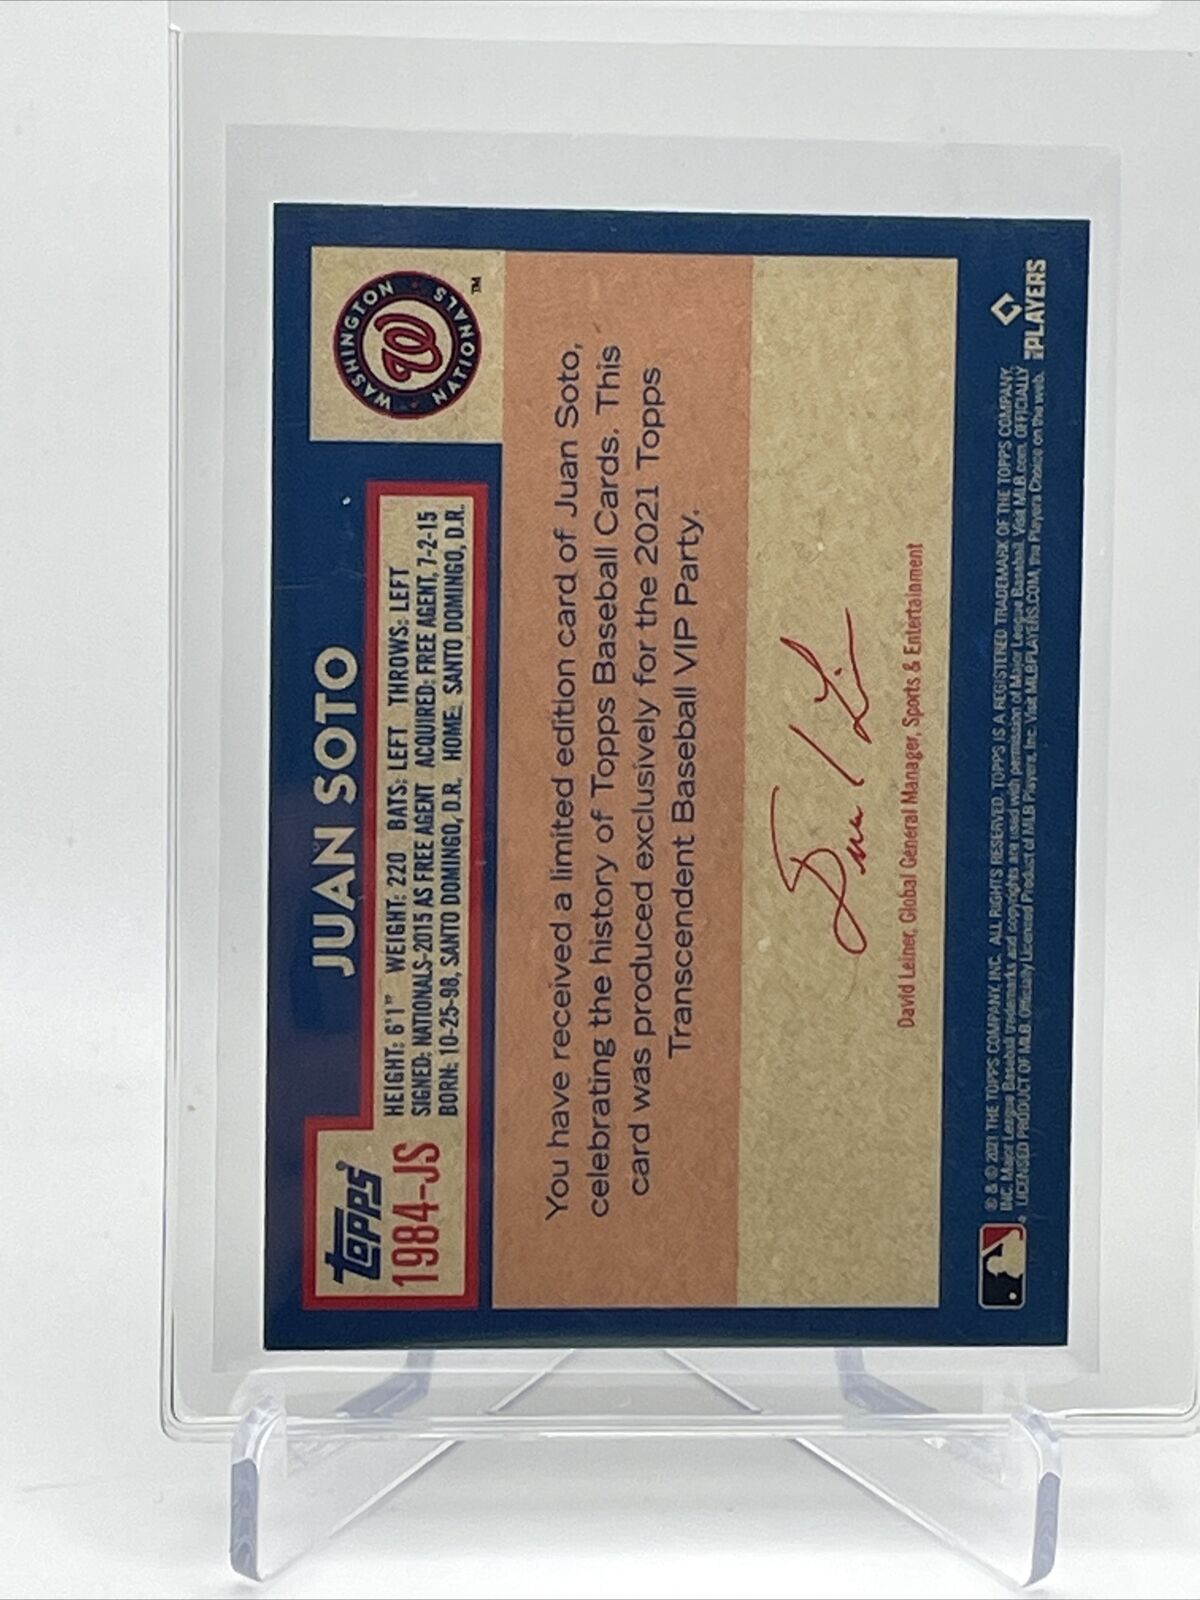 topps
1984-JS
JUAN SOTO
HEIGHT: 6'1" WEIGHT: 220 BATS: LEFT THROWS: LEFT
SIGNED: NATIONALS-2015 AS FREE AGENT ACQUIRED: FREE AGENT, 7-2-15
BORN: 10-25-98, SANTO DOMINGO, D.R. HOME: SANTO DOMINGO, D.R.
WASHINGTON
W
NATIONALS
TM
You have received a limited edition card of Juan Soto,
celebrating the history of Topps Baseball Cards. This
card was produced exclusively for the 2021 Topps
Transcendent Baseball VIP Party.
David Leiner, Global General Manager, Sports & Entertainment
® & © 2021 THE TOPPS COMPANY, INC. ALL RIGHTS RESERVED. TOPPS IS A REGISTERED TRADEMARK OF THE TOPPS COMPANY,
INC. Major League Baseball trademarks and copyrights are used with permission of Major League Baseball. Visit MLB.com. OFFICIALLY
LICENSED PRODUCT OF MLB. Officially Licensed Product of MLB Players, Inc. Visit MLBPLAYERS.COM, the Players Choice on the web.
PLAYERS